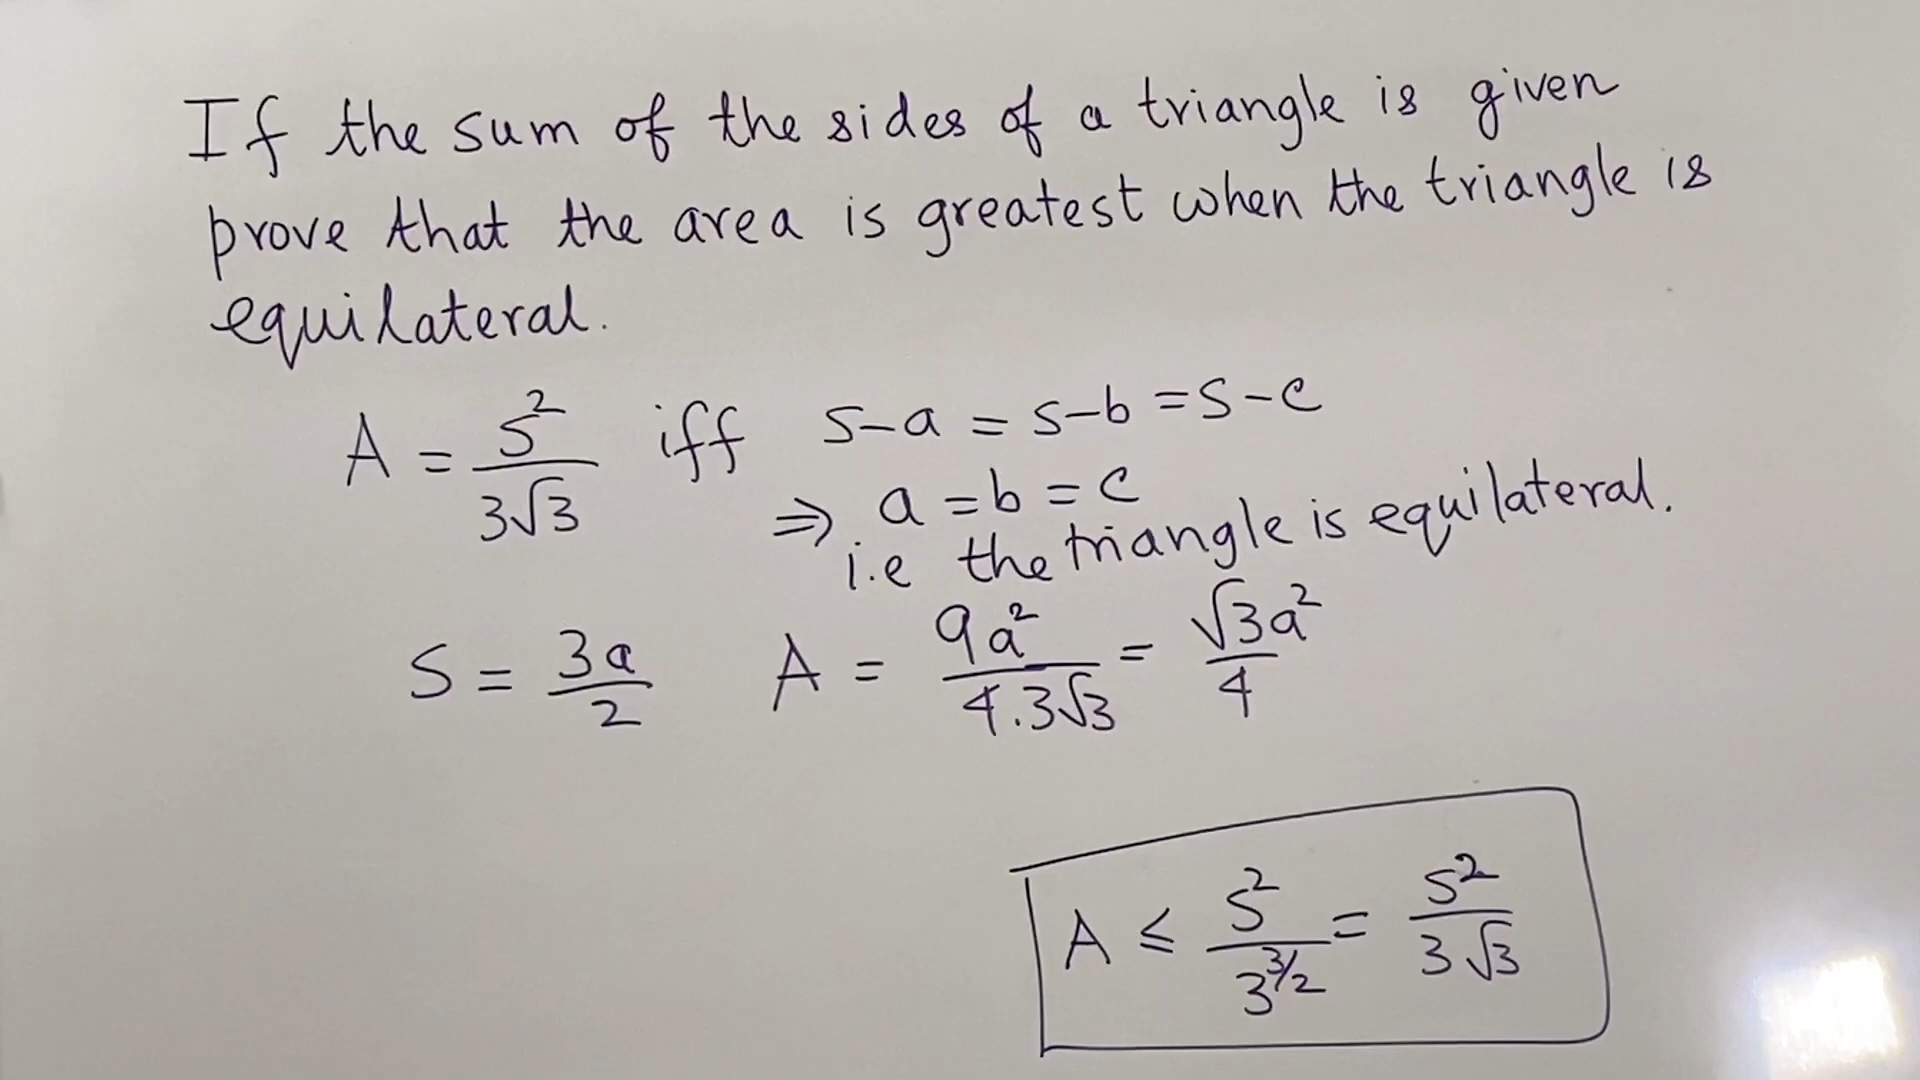 If the sum of the sides of a triangle is given
prove that the area is greatest when the triangle is
equilateral.
A = s²/3√3 iff s-a = s-b = s-c
⇒ a = b = c
i.e the triangle is equilateral.
S = 3a/2 A = 9a²/4.3√3 = √3a²/4
A ≤ s²/3^3/2 = s²/3√3